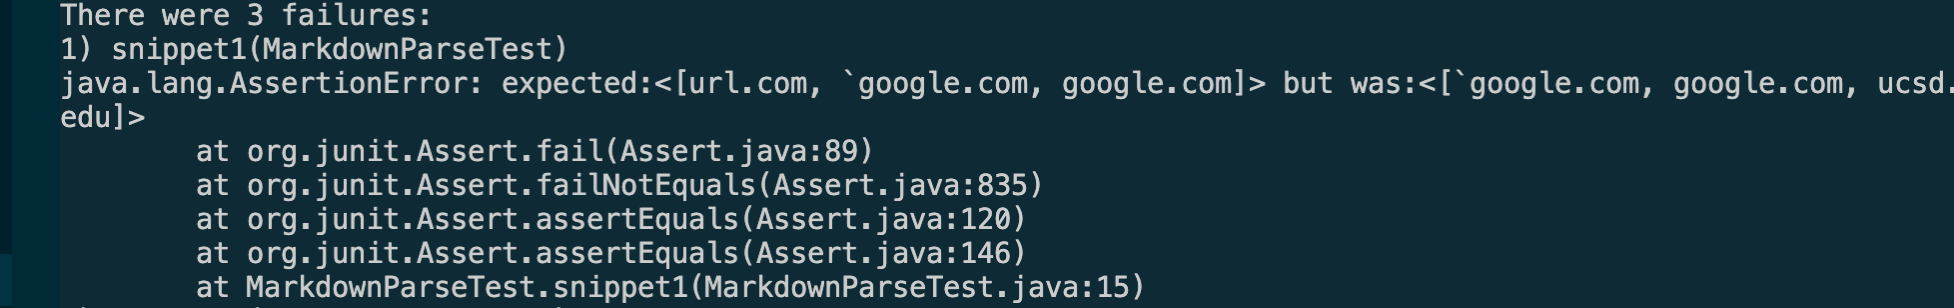 There were 3 failures:
1) snippet1(MarkdownParseTest)
java.lang.AssertionError: expected:<[url.com, `google.com, google.com]> but was:<[`google.com, google.com, ucsd.
edu]>
at org.junit.Assert.fail(Assert.java:89)
at org.junit.Assert.failNotEquals(Assert.java:835)
at org.junit.Assert.assertEquals(Assert.java:120)
at org.junit.Assert.assertEquals(Assert.java:146)
at MarkdownParseTest.snippet1(MarkdownParseTest.java:15)